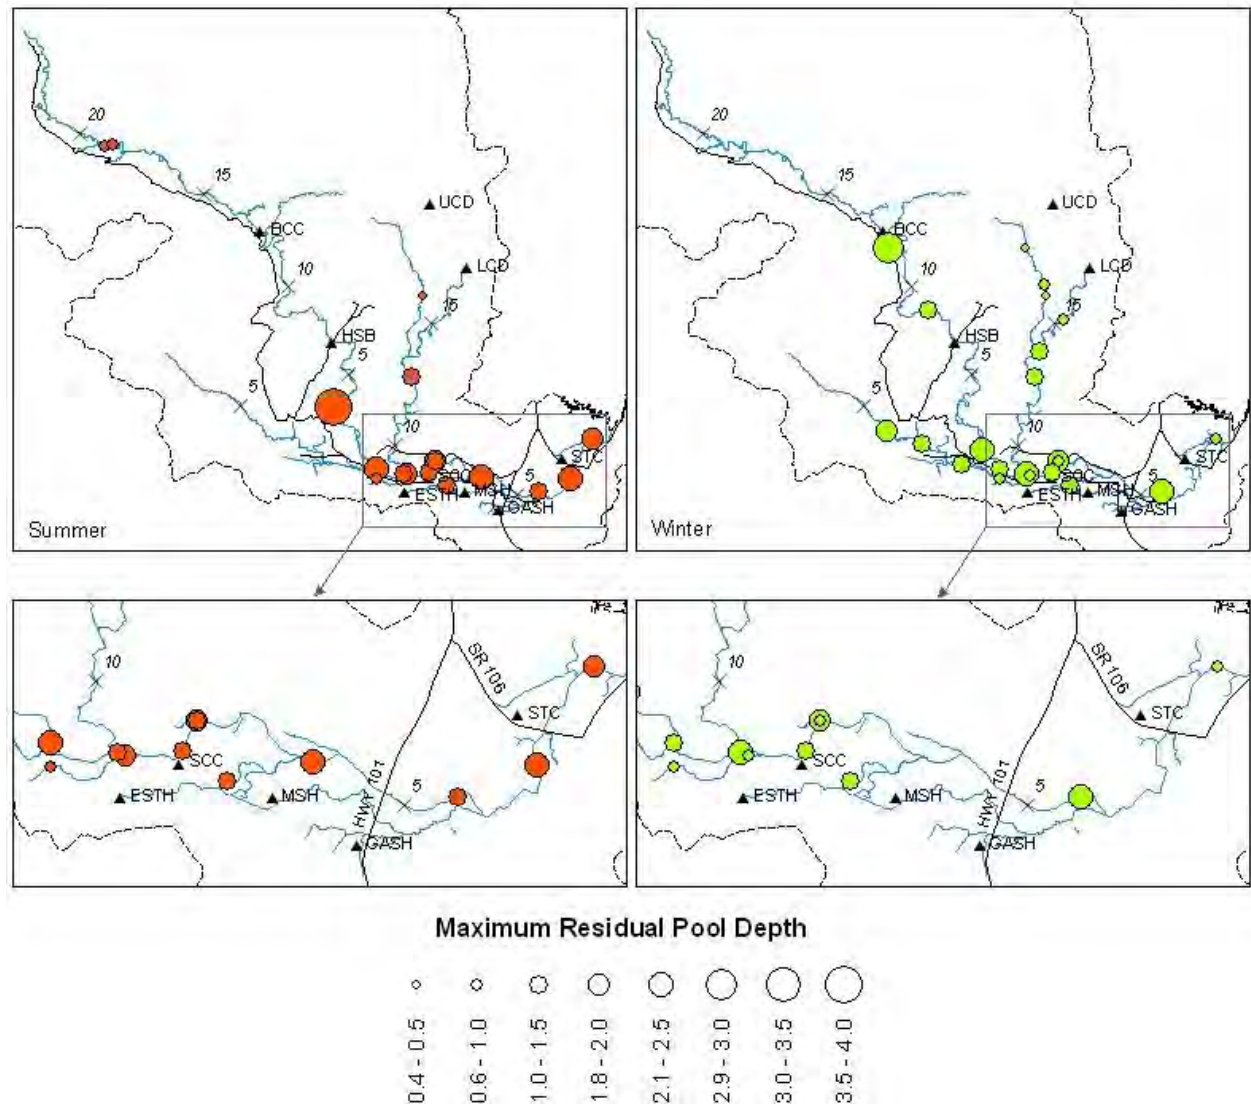 20
15
BCC
UCD
10
LCD
15
HSB
5
5
10
STC
SCC
5
ESTH
MSH
GASH
Summer
20
15
BCC
UCD
10
LCD
15
HSB
5
5
10
STC
SCC
5
ESTH
MSH
GASH
Winter
10
SR 106
STC
SCC
ESTH
MSH
HWY 101
5
GASH
10
SR 106
STC
SCC
ESTH
MSH
HWY 101
5
GASH
Maximum Residual Pool Depth
0.4 - 0.5
0.6 - 1.0
1.0 - 1.5
1.8 - 2.0
2.1 - 2.5
2.9 - 3.0
3.0 - 3.5
3.5 - 4.0